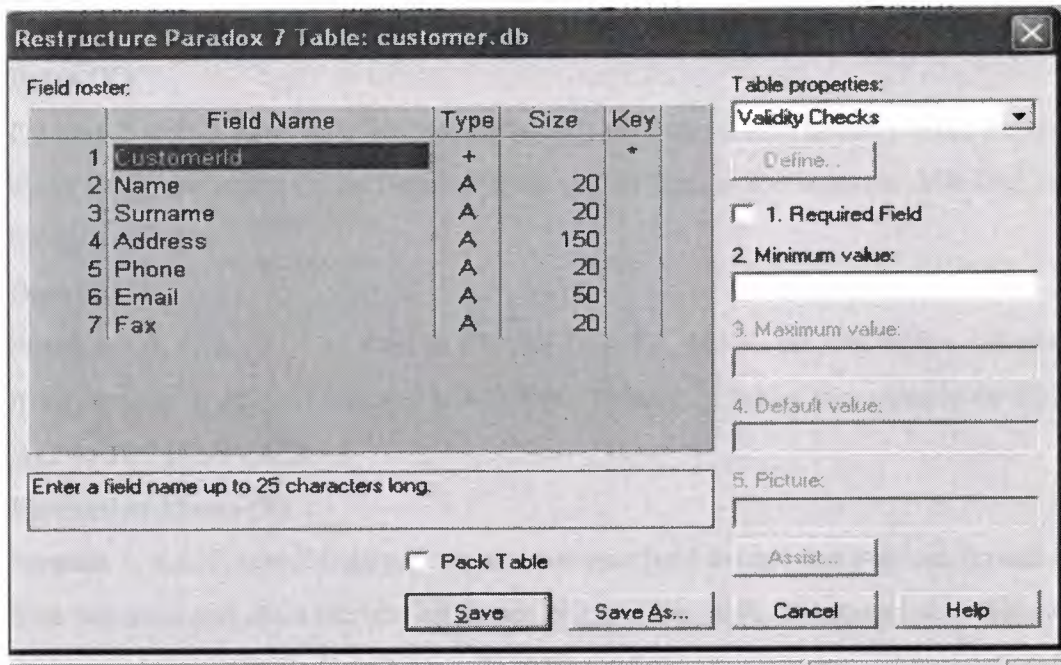 Restructure Paradox 7 Table: customer.db
Field roster:
Field Name Type Size Key
1 CustomerId + *
2 Name A 20
3 Surname A 20
4 Address A 150
5 Phone A 20
6 Email A 50
7 Fax A 20
Enter a field name up to 25 characters long.
Pack Table
Save Save As... Cancel Help
Table properties:
Validity Checks
Define...
1. Required Field
2. Minimum value:
3. Maximum value:
4. Default value:
5. Picture:
Assist...